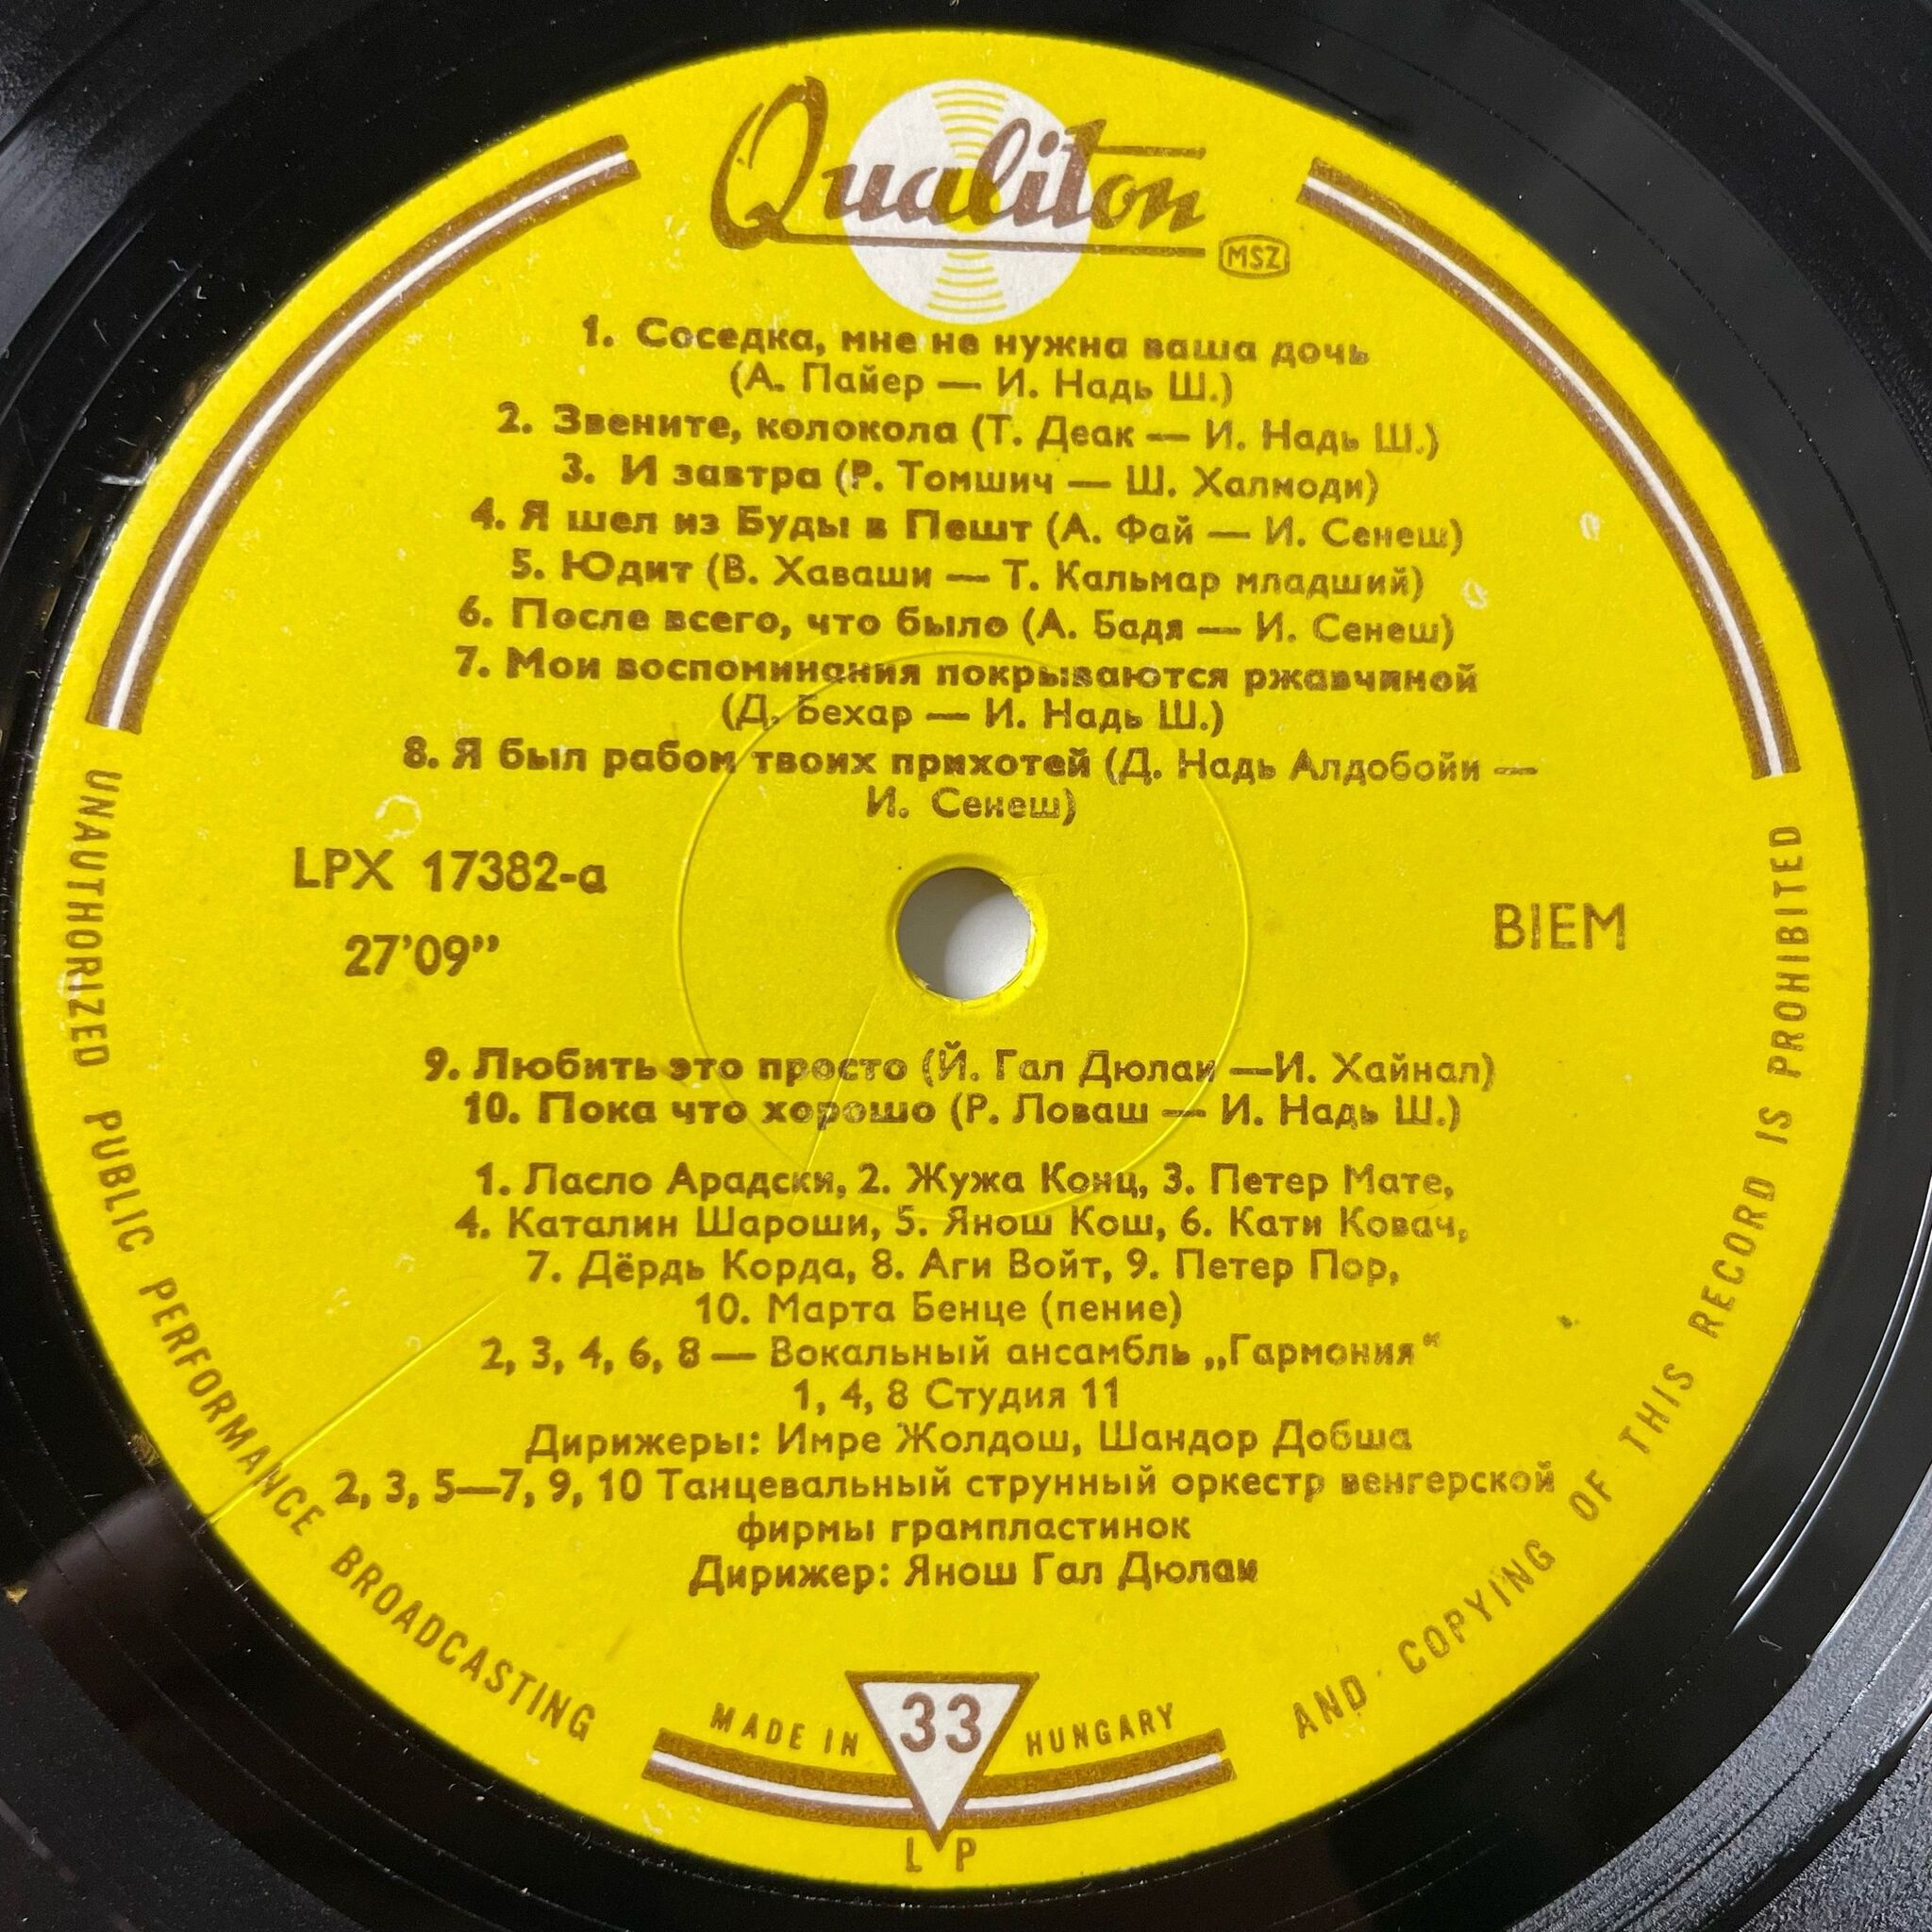 Qualiton
MSZ
1. Соседка, мне не нужна ваша дочь
(А. Пайер — И. Надь Ш.)
2. Звените, колокола (Т. Деак — И. Надь Ш.)
3. И завтра (Р. Томшич — Ш. Халмоди)
4. Я шел из Буды в Пешт (А. Фай — И. Сенеш)
5. Юдит (В. Хаваши — Т. Кальмар младший)
6. После всего, что было (А. Бадя — И. Сенеш)
7. Мои воспоминания покрываются ржавчиной
(Д. Бехар — И. Надь Ш.)
8. Я был рабом твоих прихотей (Д. Надь Алдобойи —
И. Сенеш)
LPX 17382-a
27'09”
BIEM
9. Любить это просто (Й. Гал Дюлаи —И. Хайнал)
10. Пока что хорошо (Р. Ловаш — И. Надь Ш.)
1. Ласло Арадски, 2. Жужа Конц, 3. Петер Мате,
4. Каталин Шароши, 5. Янош Кош, 6. Кати Ковач,
7. Дёрдь Корда, 8. Аги Войт, 9. Петер Пор,
10. Марта Бенце (пение)
2, 3, 4, 6, 8 — Вокальный ансамбль „Гармония“
1, 4, 8 Студия 11
Дирижеры: Имре Жолдош, Шандор Добша
2, 3, 5—7, 9, 10 Танцевальный струнный оркестр венгерской
фирмы грампластинок
Дирижер: Янош Гал Дюлаи
MADE IN 33 HUNGARY
LP
UNAUTHORIZED PUBLIC PERFORMANCE BROADCASTING
AND · COPYING OF THIS RECORD IS PROHIBITED